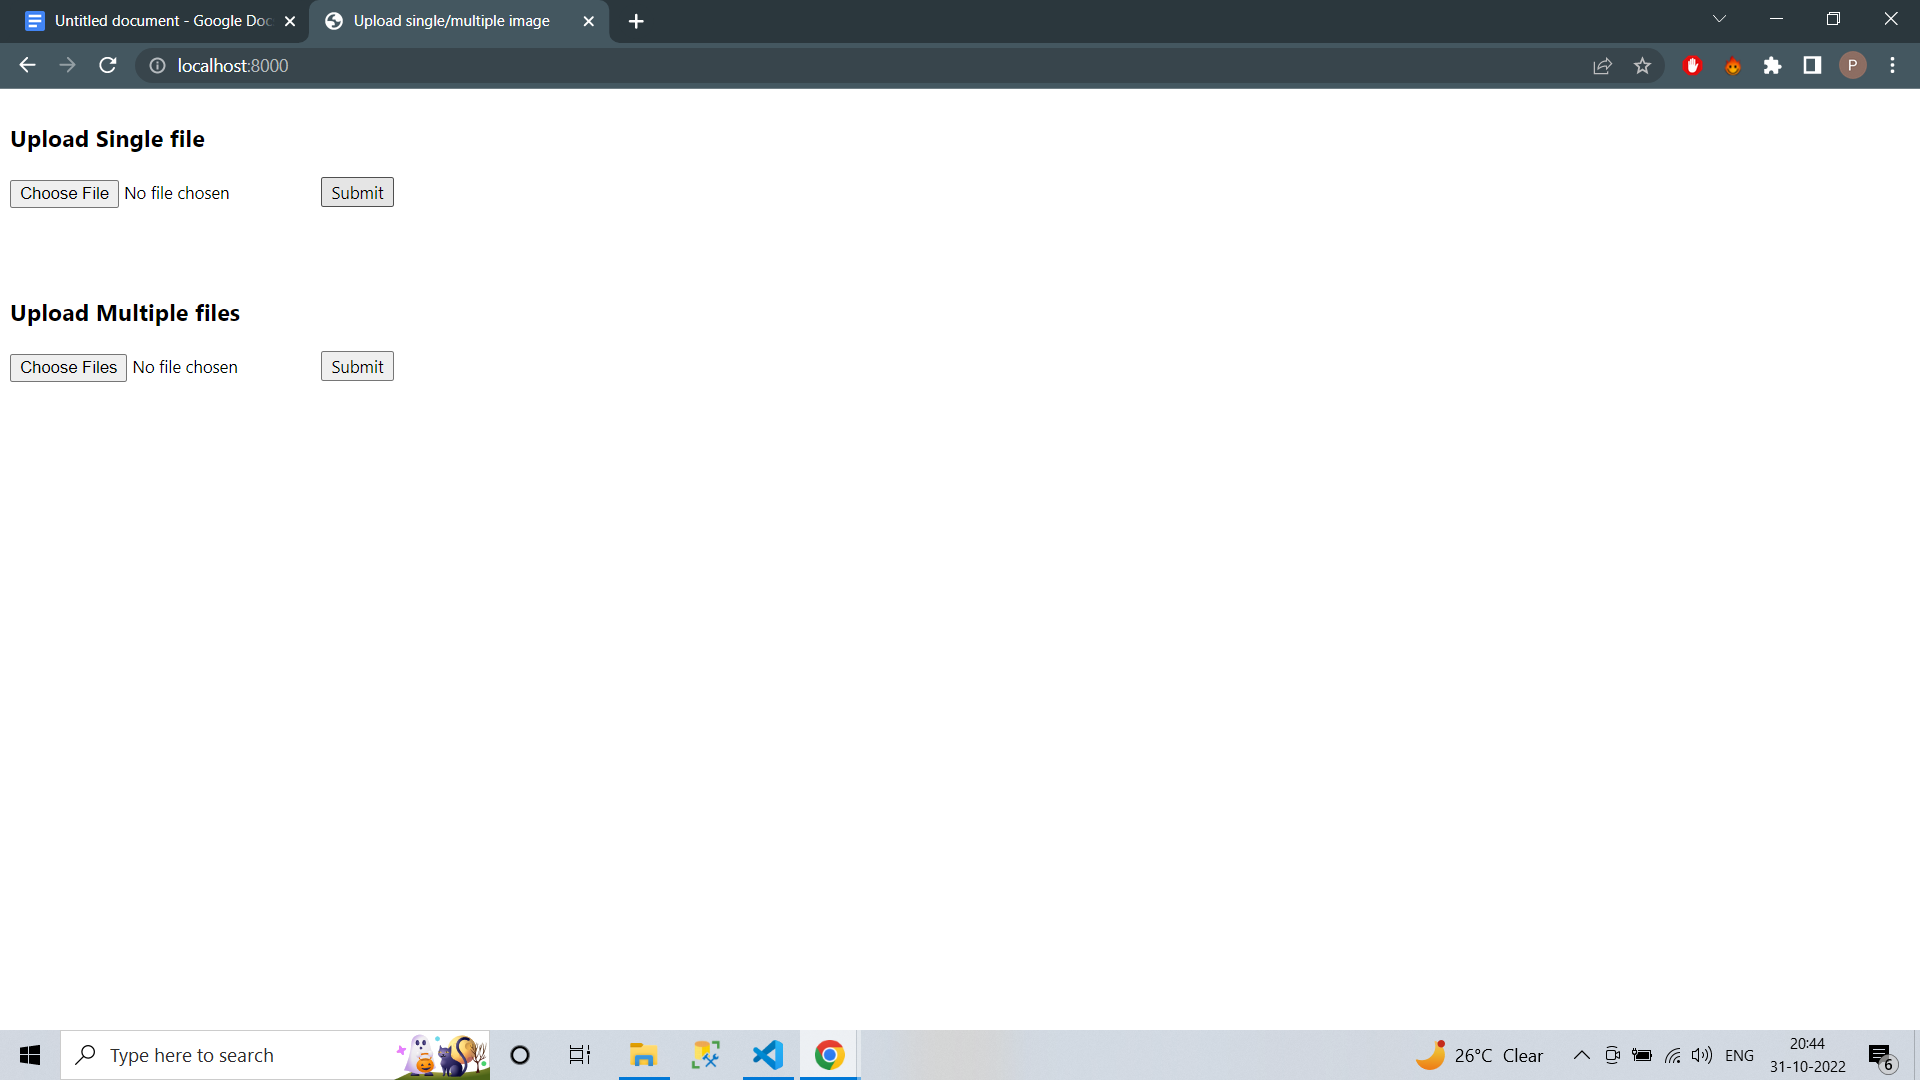 Untitled document - Google Doc
Upload single/multiple image
localhost:8000
P
Upload Single file
Choose File No file chosen Submit
Upload Multiple files
Choose Files No file chosen Submit
Type here to search
26°C Clear
ENG
20:44
31-10-2022
6